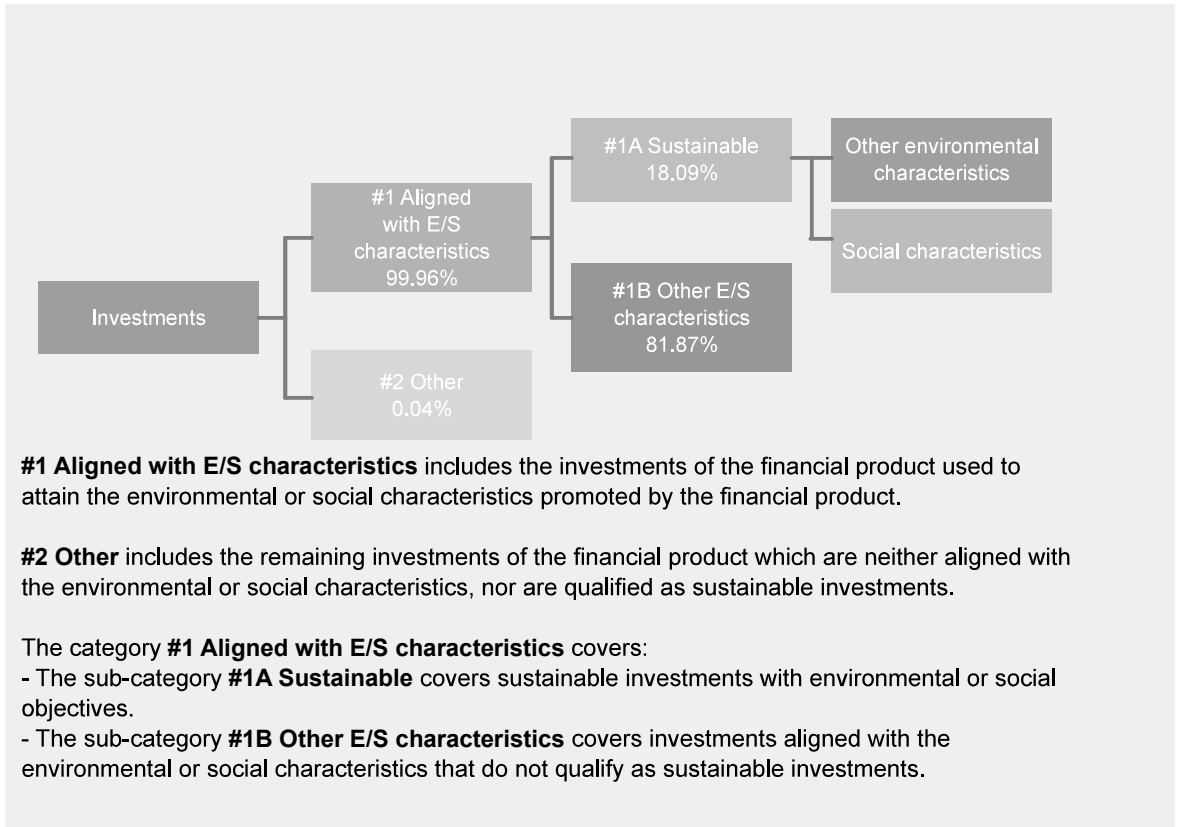 #1A Sustainable
18.09%
Other environmental
characteristics
#1 Aligned
with E/S
characteristics
99.96%
Social characteristics
Investments
#1B Other E/S
characteristics
81.87%
#2 Other
0.04%
#1 Aligned with E/S characteristics includes the investments of the financial product used to
attain the environmental or social characteristics promoted by the financial product.
#2 Other includes the remaining investments of the financial product which are neither aligned with
the environmental or social characteristics, nor are qualified as sustainable investments.
The category #1 Aligned with E/S characteristics covers:
- The sub-category #1A Sustainable covers sustainable investments with environmental or social
objectives.
- The sub-category #1B Other E/S characteristics covers investments aligned with the
environmental or social characteristics that do not qualify as sustainable investments.